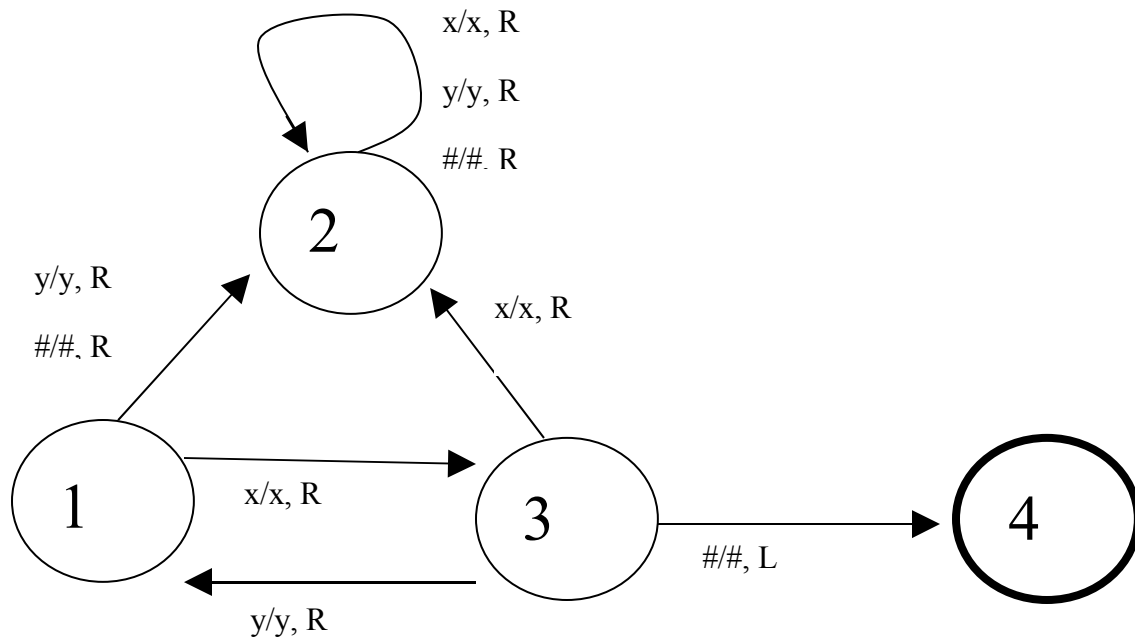 x/x, R
y/y, R
#/#, R
2
y/y, R
#/#, R
x/x, R
1
x/x, R
3
4
#/#, L
y/y, R